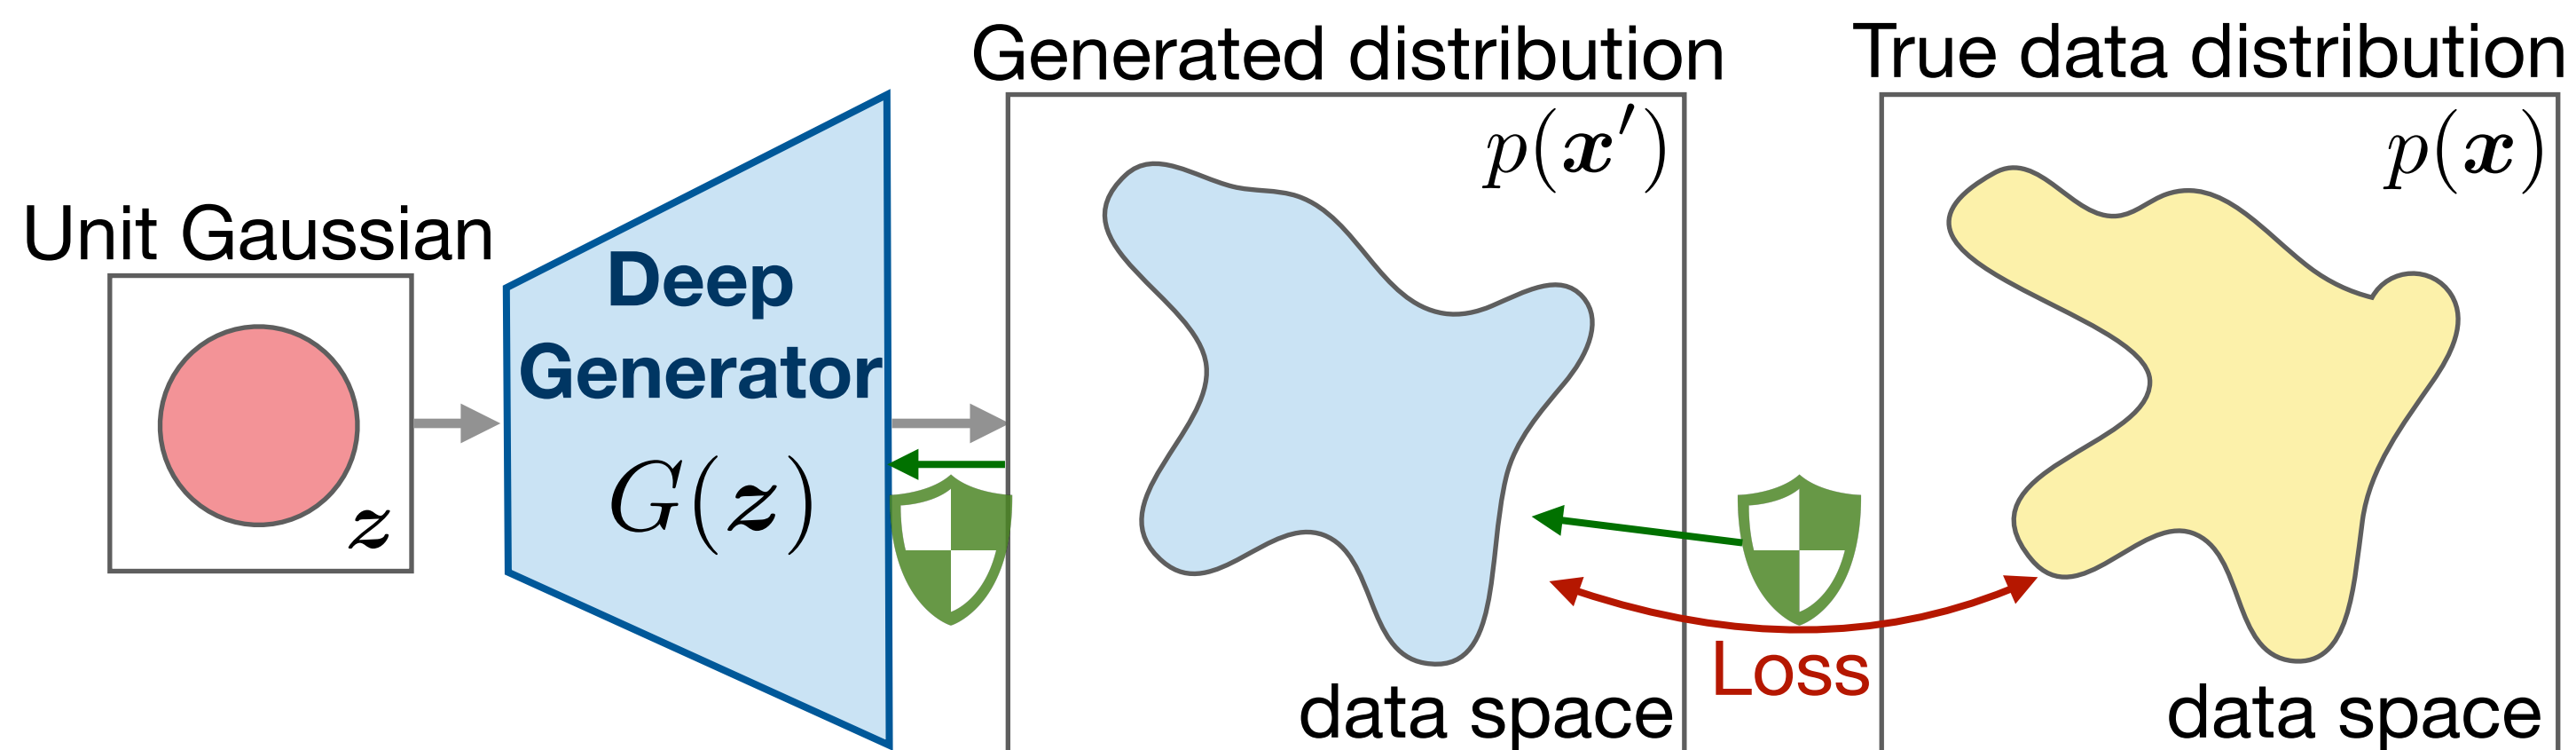 Unit Gaussian
z
Deep
Generator
G(z)
Generated distribution
p(x′)
data space
Loss
True data distribution
p(x)
data space